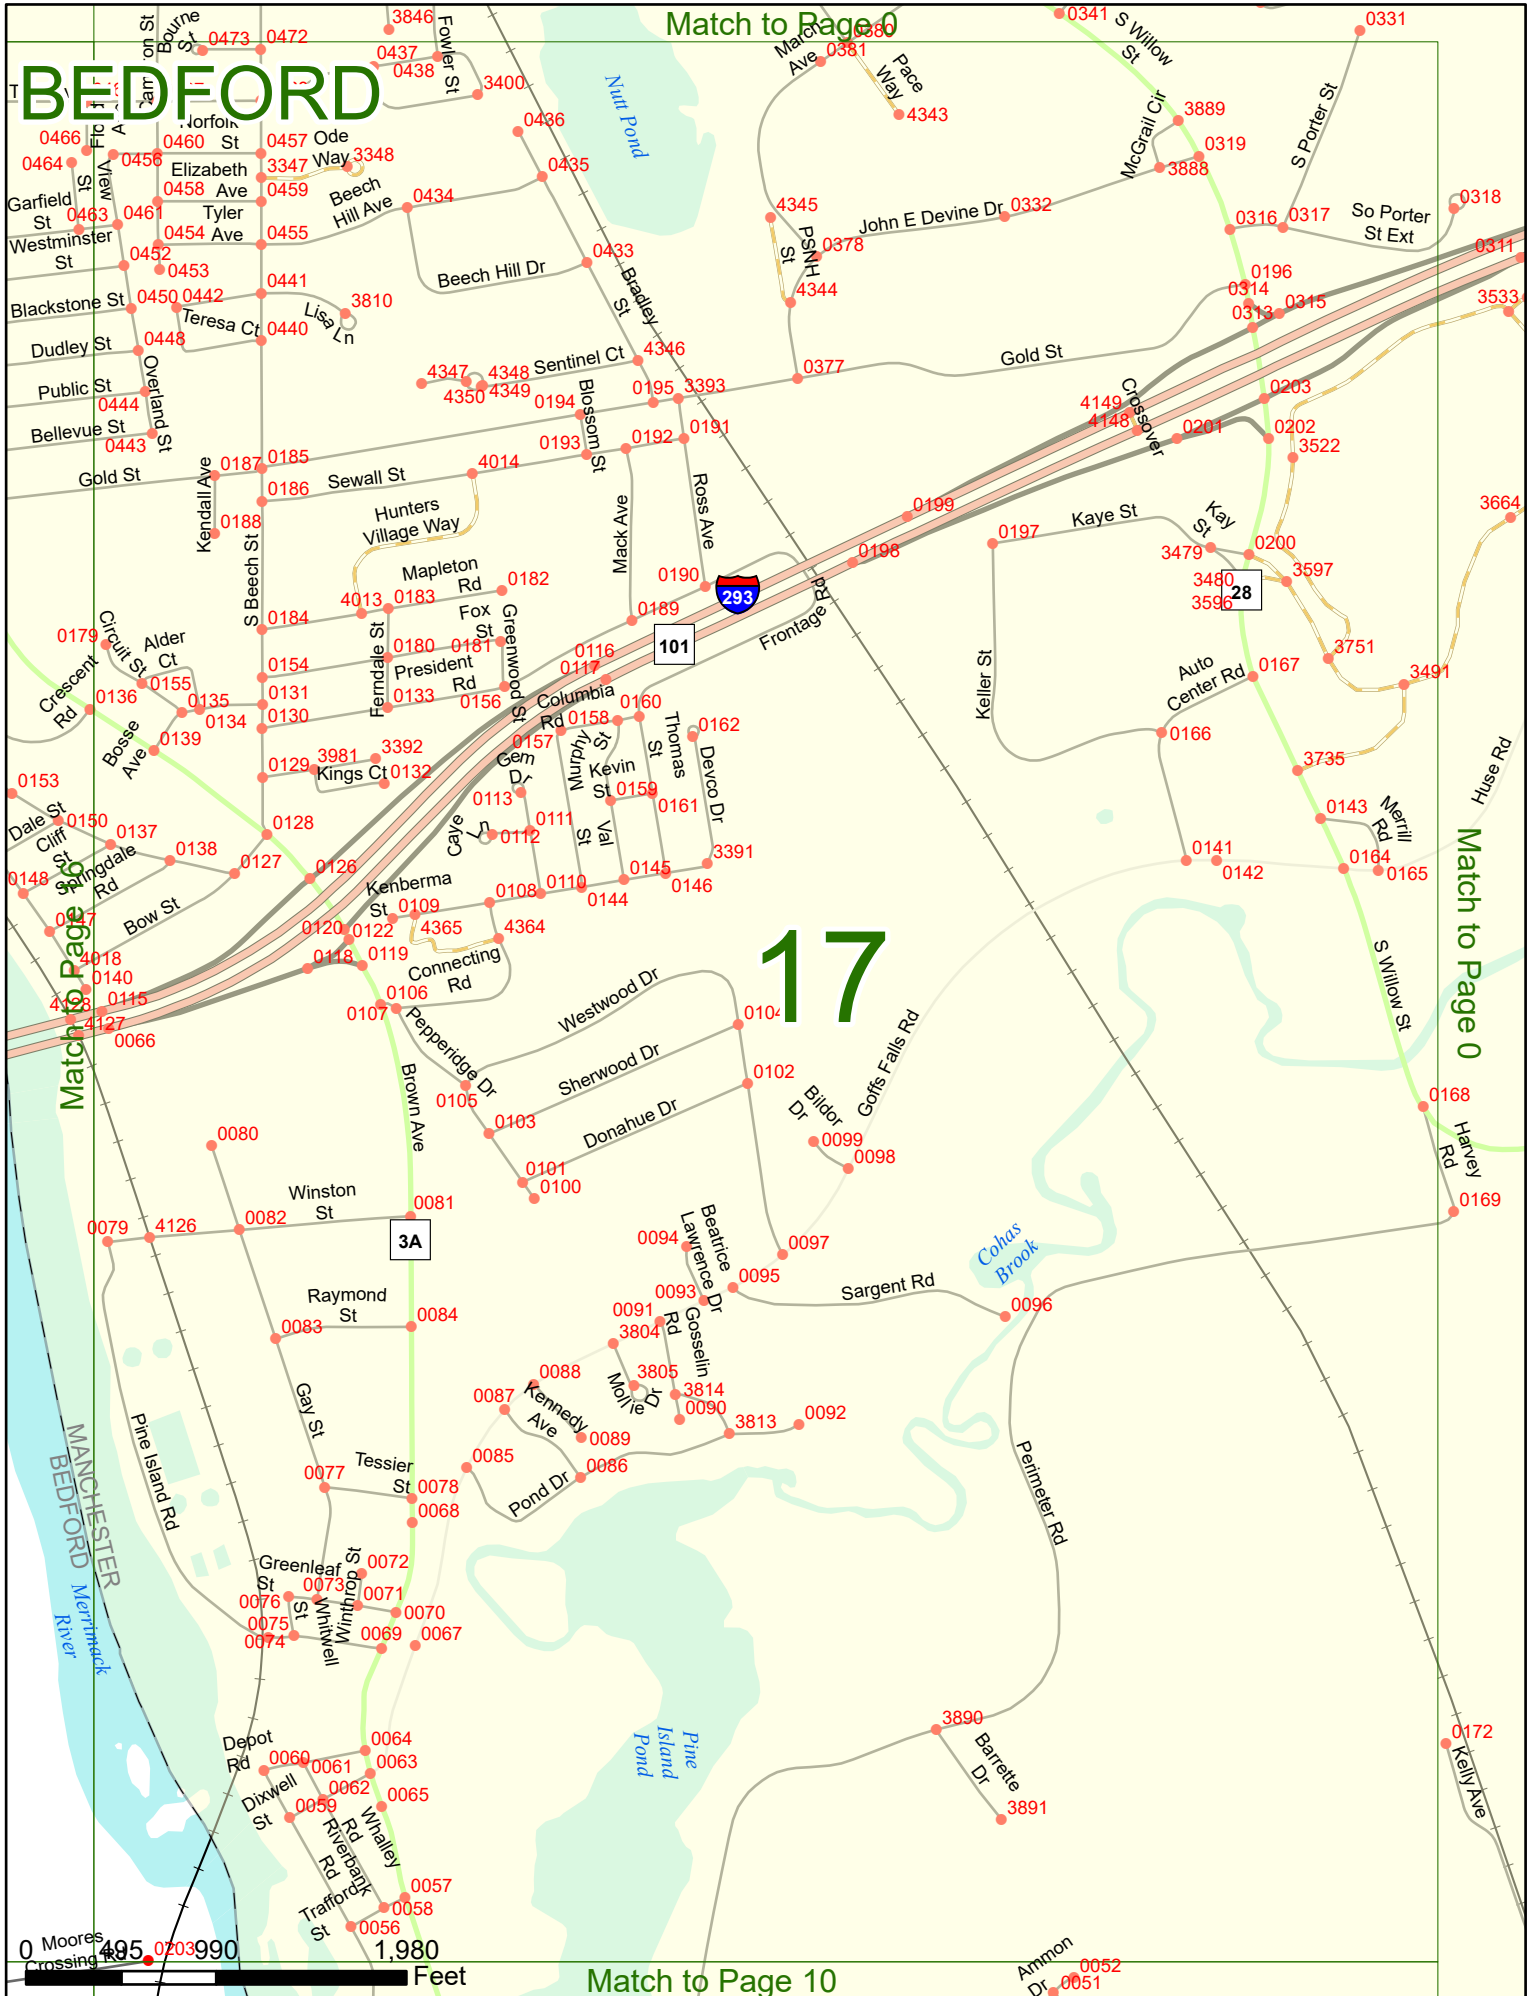 Match to Page 0
BEDFORD
17
Match to Page 16
Match to Page 0
Match to Page 10
MANCHESTER
BEDFORD
Merrimack
River
Nutt Pond
Cohas
Brook
Pine
Island
Pond
293
101
28
3A
Bourne
St
0473
0472
3846
0437
0438
Fowler St
3400
0436
0435
March
Ave
0380
0381
Pace
Way
4343
0341
S Willow
St
0331
S Porter St
3889
McGrail Cir
0319
3888
0318
So Porter
St Ext
0316
0317
0311
0466
0464
Norfolk
St
0460
0457
0456
Ode
Way
3348
Elizabeth
Ave
3347
0458
0459
View
St
Garfield
St
0463
0461
Tyler
Ave
0454
0455
Beech
Hill Ave
0434
Westminster
St
0452
0453
0433
Beech Hill Dr
Bradley
St
4345
PSNH
St
0378
John E Devine Dr
0332
4344
0196
0314
0315
0313
3533
0441
Blackstone St
0450
0442
Teresa Ct
Lisa Ln
3810
0440
Dudley St
0448
Overland St
Public St
0444
Bellevue St
0443
4347
4348
4349
4350
Sentinel Ct
4346
0195
3393
0377
Gold St
0194
Blossom
St
0193
0192
0191
Crossover
4149
4148
0201
0203
0202
3522
Gold St
0187
0185
Kendall Ave
0186
0188
Sewall St
4014
Hunters
Village Way
Mack Ave
Ross Ave
0199
0198
0197
Kaye St
Kay
St
3479
0200
3480
3596
3597
3664
S Beech St
Mapleton
Rd
0182
4013
0183
0184
Fox
St
0181
0180
Greenwood St
0190
0189
Frontage Rd
Keller St
3751
3491
0179
Circuit St
Alder
Ct
0155
0154
Ferndale St
President
Rd
0133
0156
0116
0117
Crescent
Rd
0136
0135
0134
0131
0130
Bosse
Ave
0139
Columbia
Rd
0158
0160
0157
Thomas
St
0162
Devco Dr
Auto
Center Rd
0167
0166
3735
0129
3981
3392
Kings Ct
0132
Gem
Dr
0113
Murphy
St
Kevin
St
0159
0161
Val
St
0153
Dale St
0150
Cliff
St
0137
0138
Springdale
Rd
0148
0147
Bow St
0128
0127
0126
Caye
Ln
0111
0112
3391
Kenberma
St
0109
0108
0110
0144
0145
0146
0143
Merrill
Rd
0164
0165
0141
0142
Huse Rd
0120
0122
0119
0118
4365
4364
Connecting
Rd
4018
0140
0115
4128
4127
0066
0106
0107
Pepperidge Dr
0105
Westwood Dr
Sherwood Dr
Donahue Dr
0104
0102
0103
0101
0100
Brown Ave
Bildor
Dr
0099
0098
Goffs Falls Rd
S Willow St
0168
Harvey
Rd
0169
0080
Winston
St
0081
0082
0079
4126
0094
Beatrice
Lawrence Dr
0097
0095
0093
Sargent Rd
0096
Raymond
St
0084
0083
0091
Gosselin
Rd
3804
3805
Mollie
Dr
3814
0090
3813
0092
0088
0087
Kennedy
Ave
0089
0086
0085
Pond Dr
Gay St
Pine Island Rd
Perimeter Rd
0077
Tessier
St
0078
0068
Greenleaf
St
0076
0073
Winthrop St
0072
0071
0070
0075
0074
Whitwell
St
0069
0067
3890
Barrette
Dr
3891
0172
Kelly Ave
Depot
Rd
0060
0061
0064
0063
0062
0065
Dixwell
St
0059
Riverbank
Rd
Whalley
Rd
0057
0058
Trafford
St
0056
Moores
Crossing Rd
0203
Ammon
Dr
0052
0051
0 495 990 1,980
Feet